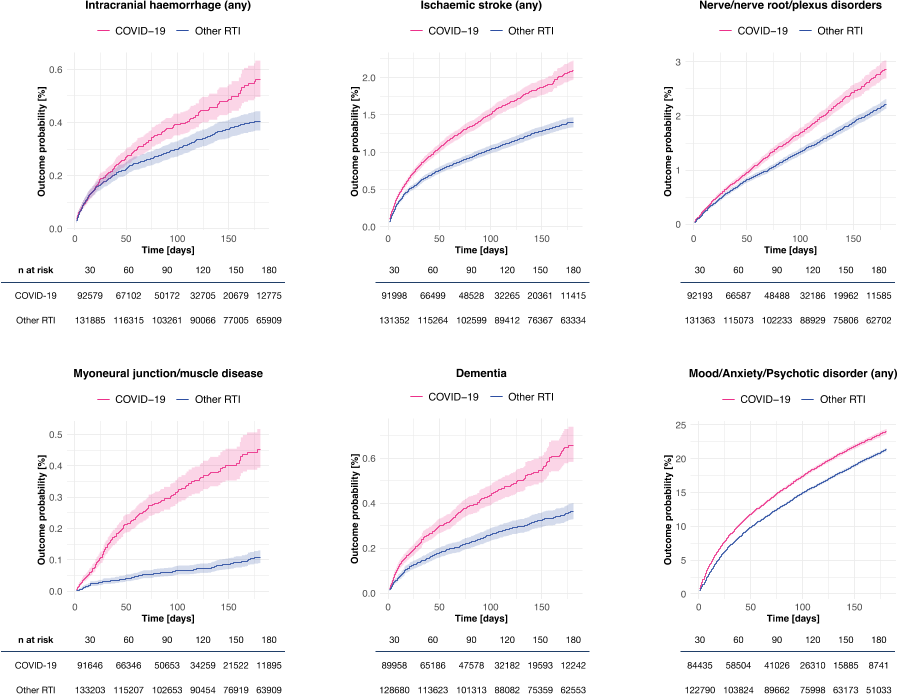 Intracranial haemorrhage (any)
COVID−19 Other RTI
Outcome probability [%]
0.6
0.4
0.2
0.0
0 50 100 150
Time [days]
n at risk 30 60 90 120 150 180
COVID-19 92579 67102 50172 32705 20679 12775
Other RTI 131885 116315 103261 90066 77005 65909
Ischaemic stroke (any)
COVID−19 Other RTI
Outcome probability [%]
2.0
1.5
1.0
0.5
0.0
0 50 100 150
Time [days]
30 60 90 120 150 180
91998 66499 48528 32265 20361 11415
131352 115264 102599 89412 76367 63334
Nerve/nerve root/plexus disorders
COVID−19 Other RTI
Outcome probability [%]
3
2
1
0
0 50 100 150
Time [days]
30 60 90 120 150 180
92193 66587 48488 32186 19962 11585
131363 115073 102233 88929 75806 62702
Myoneural junction/muscle disease
COVID−19 Other RTI
Outcome probability [%]
0.5
0.4
0.3
0.2
0.1
0.0
0 50 100 150
Time [days]
n at risk 30 60 90 120 150 180
COVID-19 91646 66346 50653 34259 21522 11895
Other RTI 133203 115207 102653 90454 76919 63909
Dementia
COVID−19 Other RTI
Outcome probability [%]
0.6
0.4
0.2
0.0
0 50 100 150
Time [days]
30 60 90 120 150 180
89958 65186 47578 32182 19593 12242
128680 113623 101313 88082 75359 62553
Mood/Anxiety/Psychotic disorder (any)
COVID−19 Other RTI
Outcome probability [%]
25
20
15
10
5
0
0 50 100 150
Time [days]
30 60 90 120 150 180
84435 58504 41026 26310 15885 8741
122790 103824 89662 75998 63173 51033